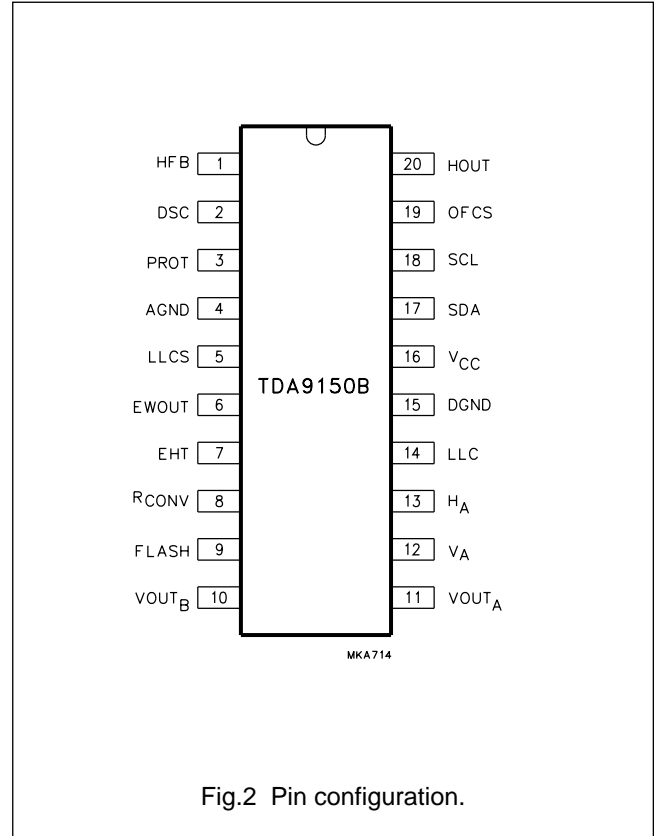 HFB 1 20 HOUT
DSC 2 19 OFCS
PROT 3 18 SCL
AGND 4 17 SDA
LLCS 5 16 VCC
TDA9150B
EWOUT 6 15 DGND
EHT 7 14 LLC
RCONV 8 13 HA
FLASH 9 12 VA
VOUTB 10 11 VOUTA
MKA714
Fig.2 Pin configuration.